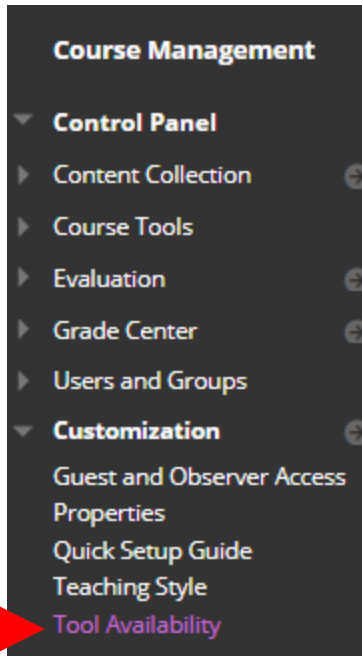 Course Management
Control Panel
Content Collection
Course Tools
Evaluation
Grade Center
Users and Groups
Customization
Guest and Observer Access
Properties
Quick Setup Guide
Teaching Style
Tool Availability